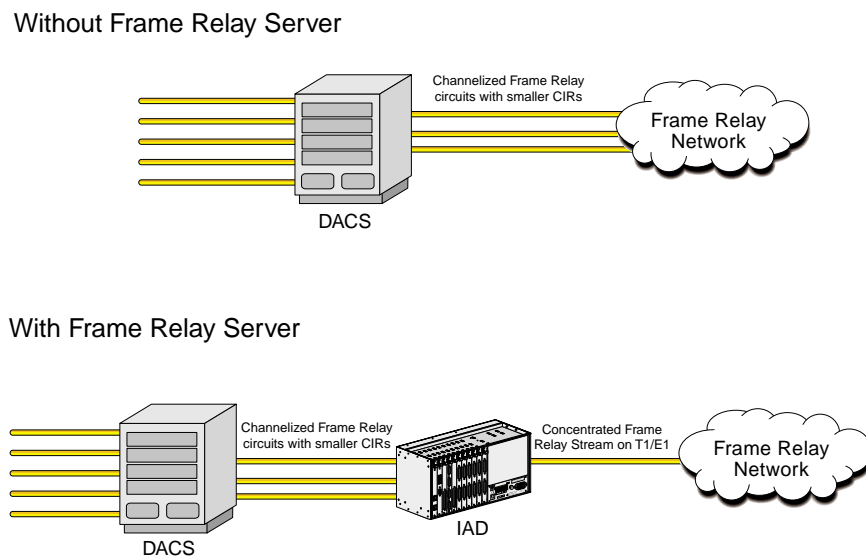 Without Frame Relay Server
Channelized Frame Relay
circuits with smaller CIRs
Frame Relay
Network
DACS
With Frame Relay Server
Channelized Frame Relay
circuits with smaller CIRs
Concentrated Frame
Relay Stream on T1/E1
Frame Relay
Network
IAD
DACS